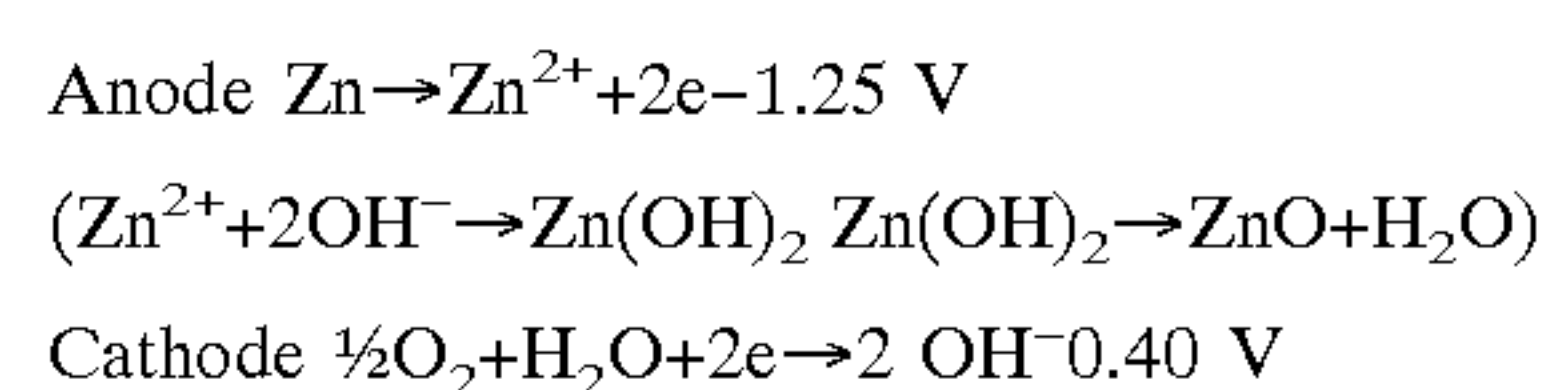 Anode Zn→Zn²⁺+2e−1.25 V
(Zn²⁺+2OH⁻→Zn(OH)₂ Zn(OH)₂→ZnO+H₂O)
Cathode ½O₂+H₂O+2e→2 OH⁻0.40 V